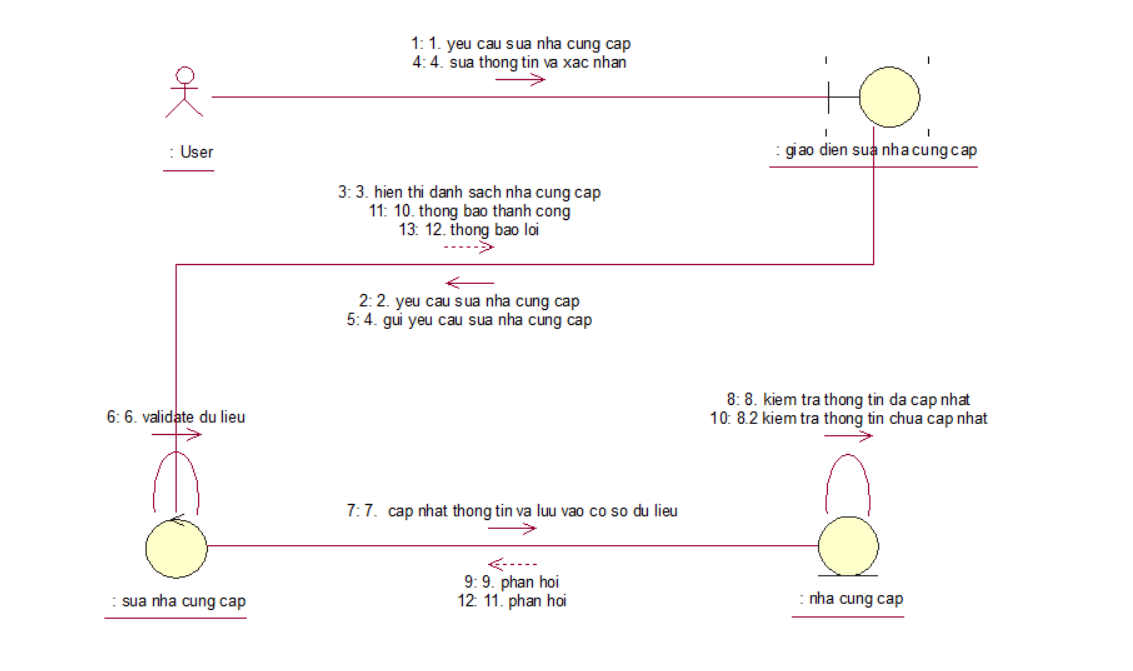 1: 1. yeu cau sua nha cung cap
4: 4. sua thong tin va xac nhan
: User
: giao dien sua nha cung cap
3: 3. hien thi danh sach nha cung cap
11: 10. thong bao thanh cong
13: 12. thong bao loi
2: 2. yeu cau sua nha cung cap
5: 4. gui yeu cau sua nha cung cap
6: 6. validate du lieu
8: 8. kiem tra thong tin da cap nhat
10: 8.2 kiem tra thong tin chua cap nhat
7: 7. cap nhat thong tin va luu vao co so du lieu
9: 9. phan hoi
12: 11. phan hoi
: sua nha cung cap
: nha cung cap